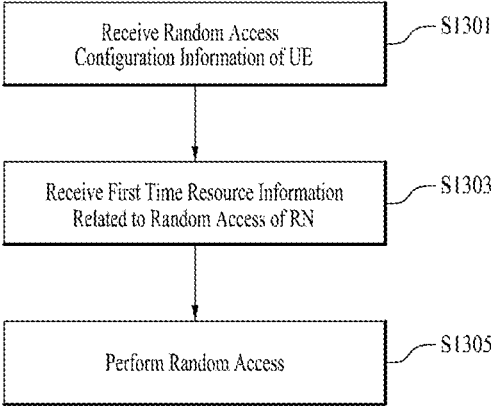 Receive Random Access
Configuration Information of UE
S1301
Receive First Time Resource Information
Related to Random Access of RN
S1303
Perform Random Access
S1305